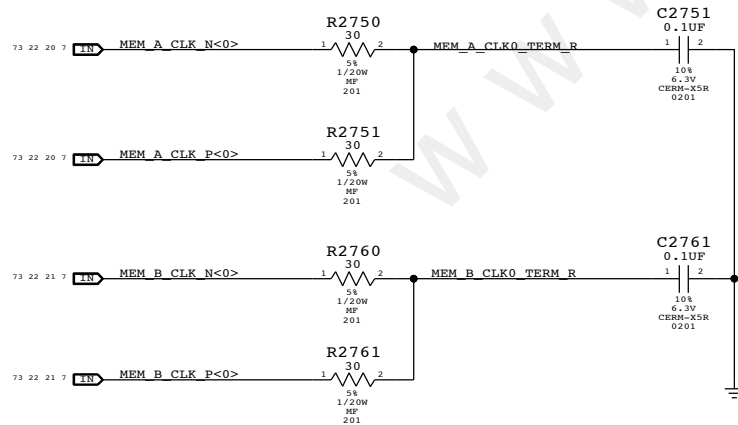 C2751
0.1UF
1 2
10%
6.3V
CERM-X5R
0201
R2750
30
1 2
5%
1/20W
MF
201
73 22 20 7 IN MEM_A_CLK_N<0>
MEM_A_CLK0_TERM_R
R2751
30
1 2
5%
1/20W
MF
201
73 22 20 7 IN MEM_A_CLK_P<0>
W W W
R2760
30
1 2
5%
1/20W
MF
201
73 22 21 7 IN MEM_B_CLK_N<0>
MEM_B_CLK0_TERM_R
C2761
0.1UF
1 2
10%
6.3V
CERM-X5R
0201
R2761
30
1 2
5%
1/20W
MF
201
73 22 21 7 IN MEM_B_CLK_P<0>